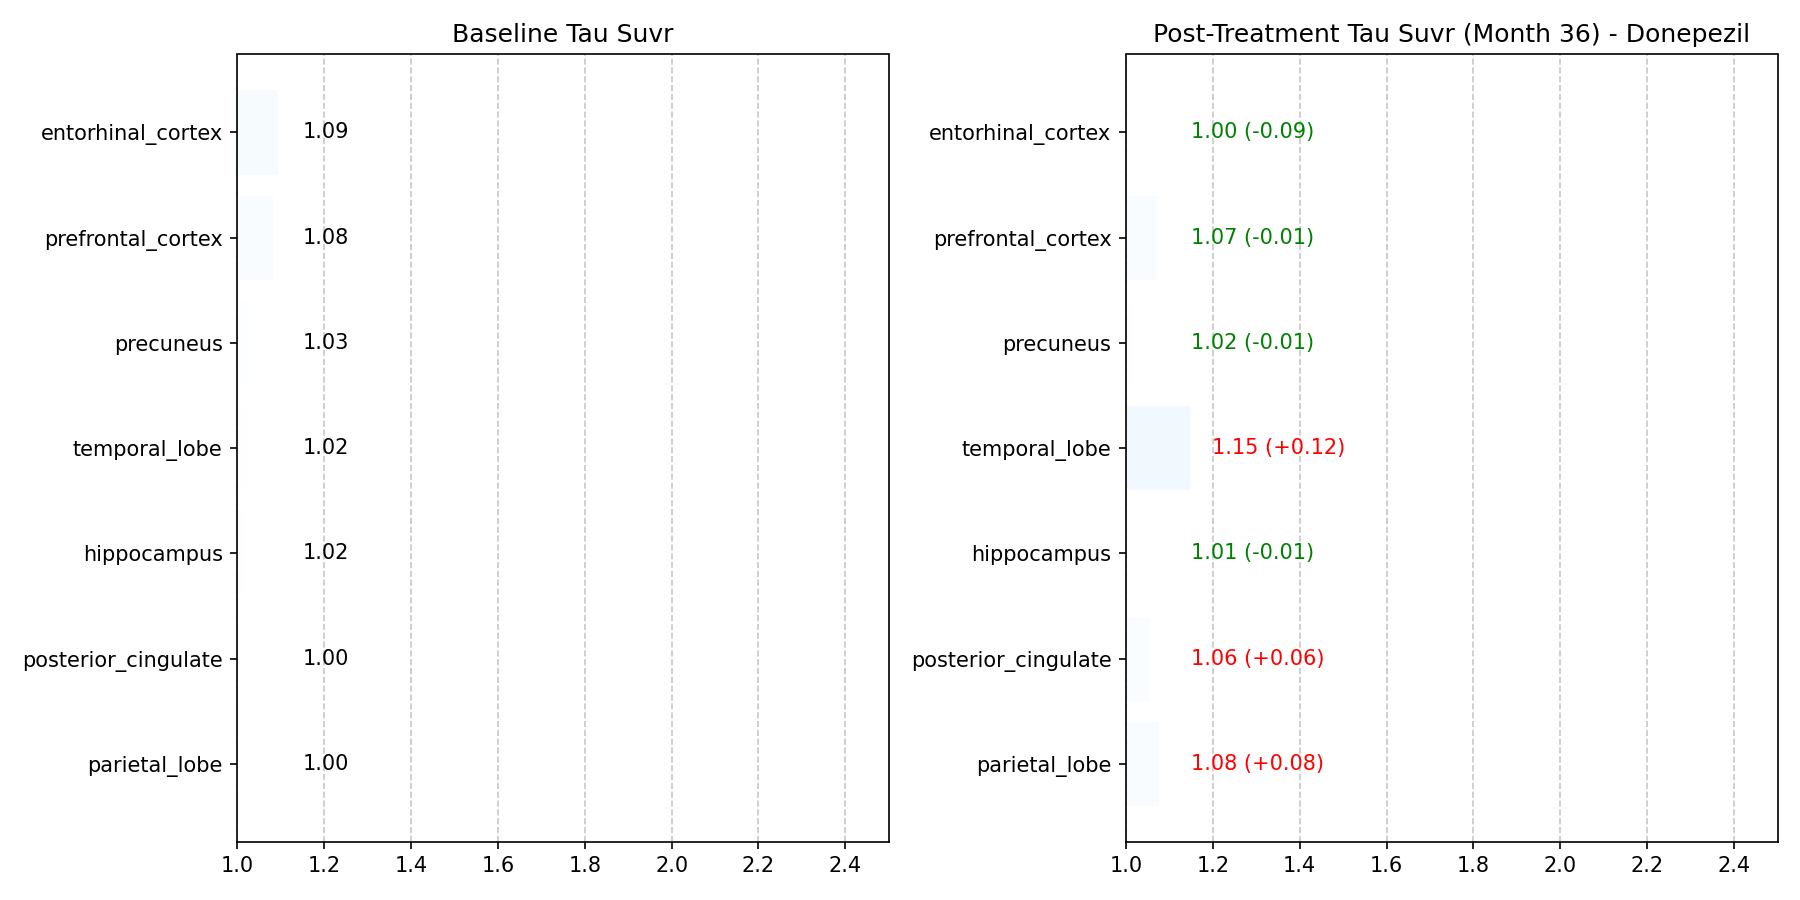 Baseline Tau Suvr
entorhinal_cortex
1.09
prefrontal_cortex
1.08
precuneus
1.03
temporal_lobe
1.02
hippocampus
1.02
posterior_cingulate
1.00
parietal_lobe
1.00
1.0 1.2 1.4 1.6 1.8 2.0 2.2 2.4
Post-Treatment Tau Suvr (Month 36) - Donepezil
entorhinal_cortex
1.00 (-0.09)
prefrontal_cortex
1.07 (-0.01)
precuneus
1.02 (-0.01)
temporal_lobe
1.15 (+0.12)
hippocampus
1.01 (-0.01)
posterior_cingulate
1.06 (+0.06)
parietal_lobe
1.08 (+0.08)
1.0 1.2 1.4 1.6 1.8 2.0 2.2 2.4